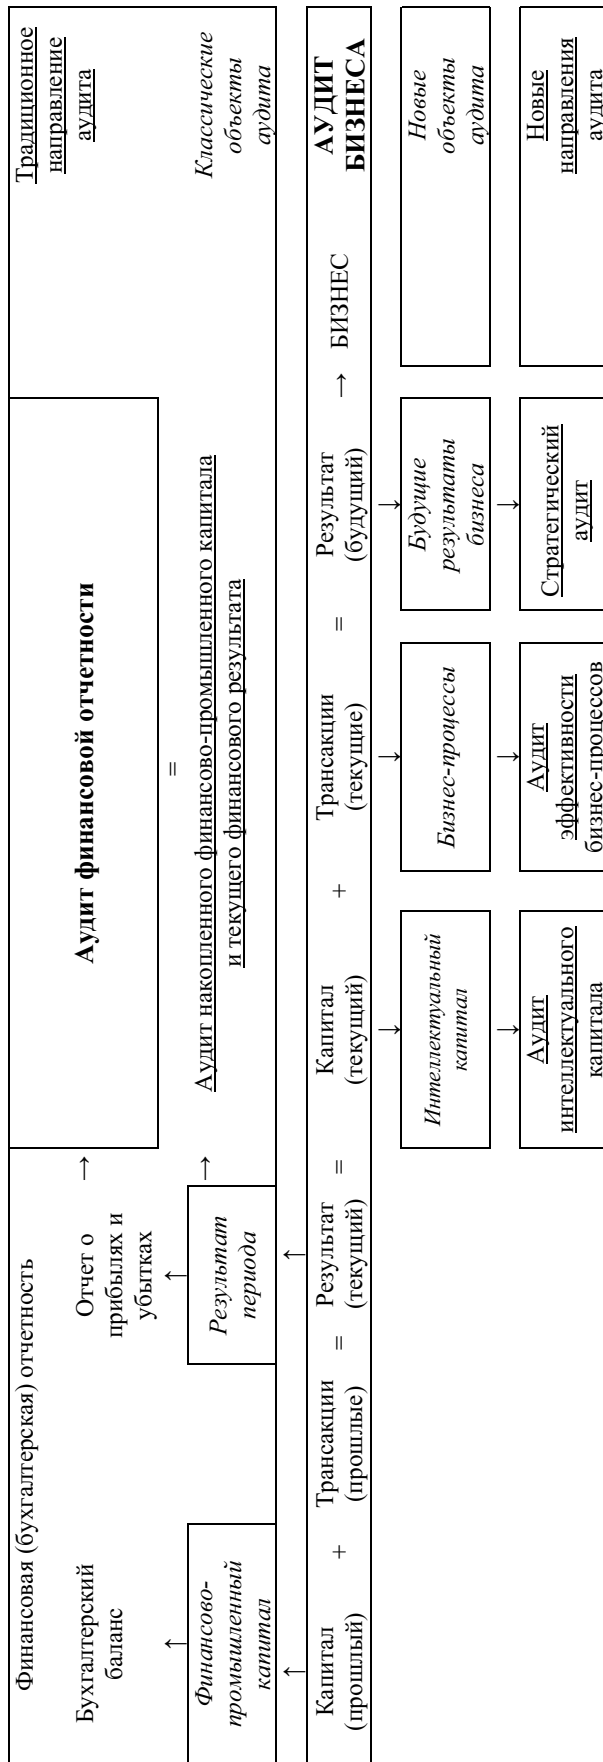 Финансовая (бухгалтерская) отчетность
Традиционное
направление
аудита
Бухгалтерский
баланс
Отчет о
прибылях и
убытках
→
Аудит финансовой отчетности
↑
↑
=
Финансово-
промышленный
капитал
Результат
периода
→
Аудит накопленного финансово-промышленного капитала
и текущего финансового результата
Классические
объекты
аудита
↑
↑
Капитал
(прошлый)
+
Трансакции
(прошлые)
=
Результат
(текущий)
=
Капитал
(текущий)
+
Трансакции
(текущие)
=
Результат
(будущий)
→
БИЗНЕС
АУДИТ
БИЗНЕСА
↓
↓
↓
Интеллектуальный
капитал
Бизнес-процессы
Будущие
результаты
бизнеса
Новые
объекты
аудита
↓
↓
↓
Аудит
интеллектуального
капитала
Аудит
эффективности
бизнес-процессов
Стратегический
аудит
Новые
направления
аудита